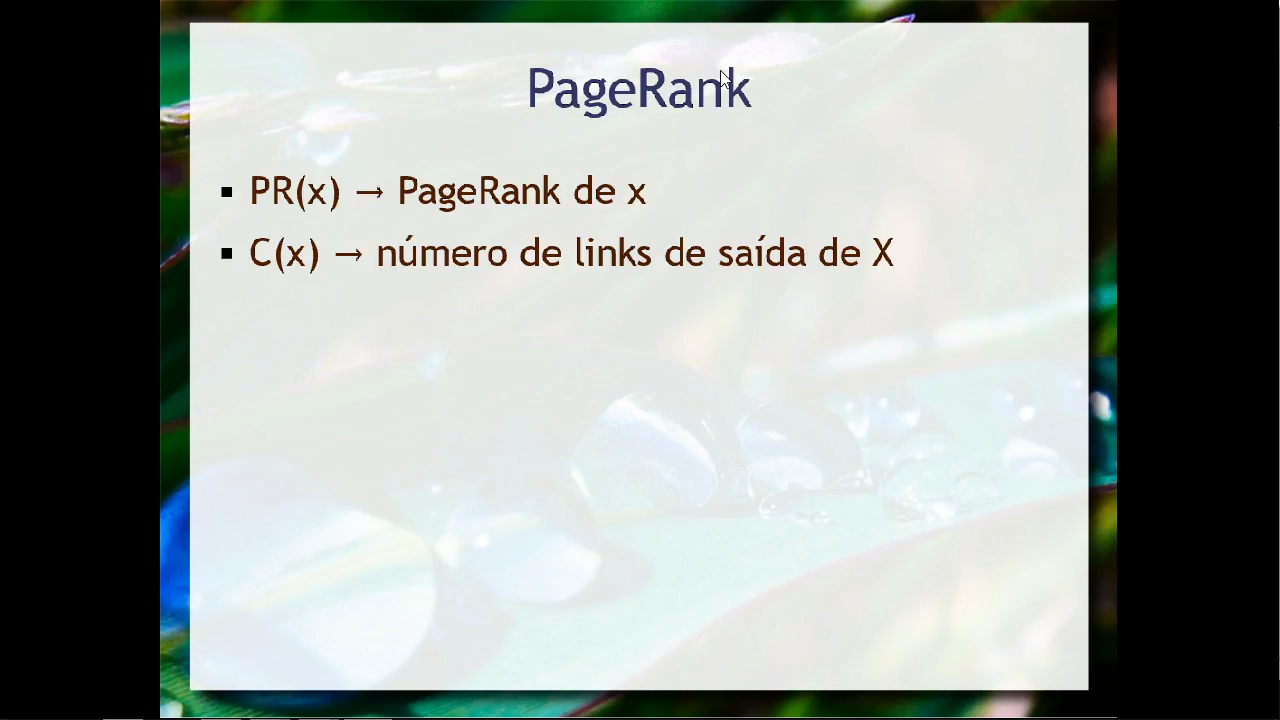 PageRank
PR(x) → PageRank de x
C(x) → número de links de saída de X